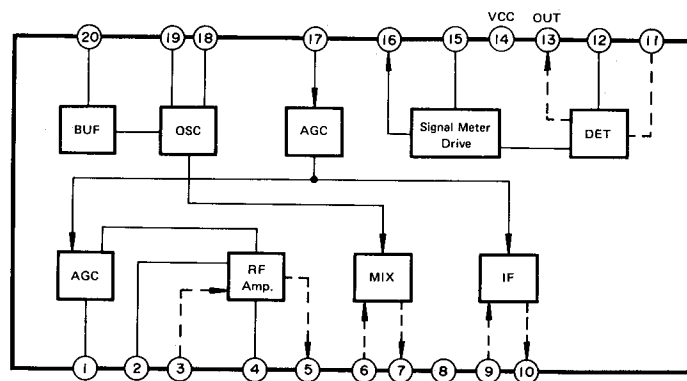 VCC OUT
20 19 18 17 16 15 14 13 12 11
BUF OSC AGC Signal Meter Drive DET
AGC RF Amp. MIX IF
1 2 3 4 5 6 7 8 9 10